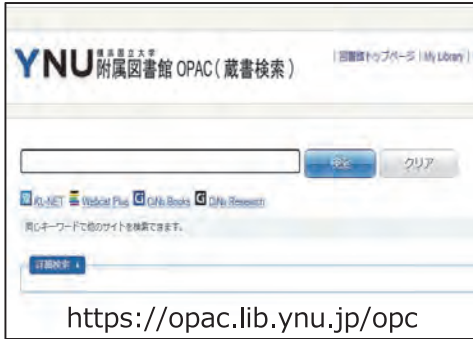 横浜国立大学
YNU附属図書館 OPAC(蔵書検索)
|図書館トップページ | My Library |
検索 クリア
KL-NET Webcat Plus CiNii Books CiNii Research
同じキーワードで他のサイトを検索できます。
詳細検索
https://opac.lib.ynu.jp/opc